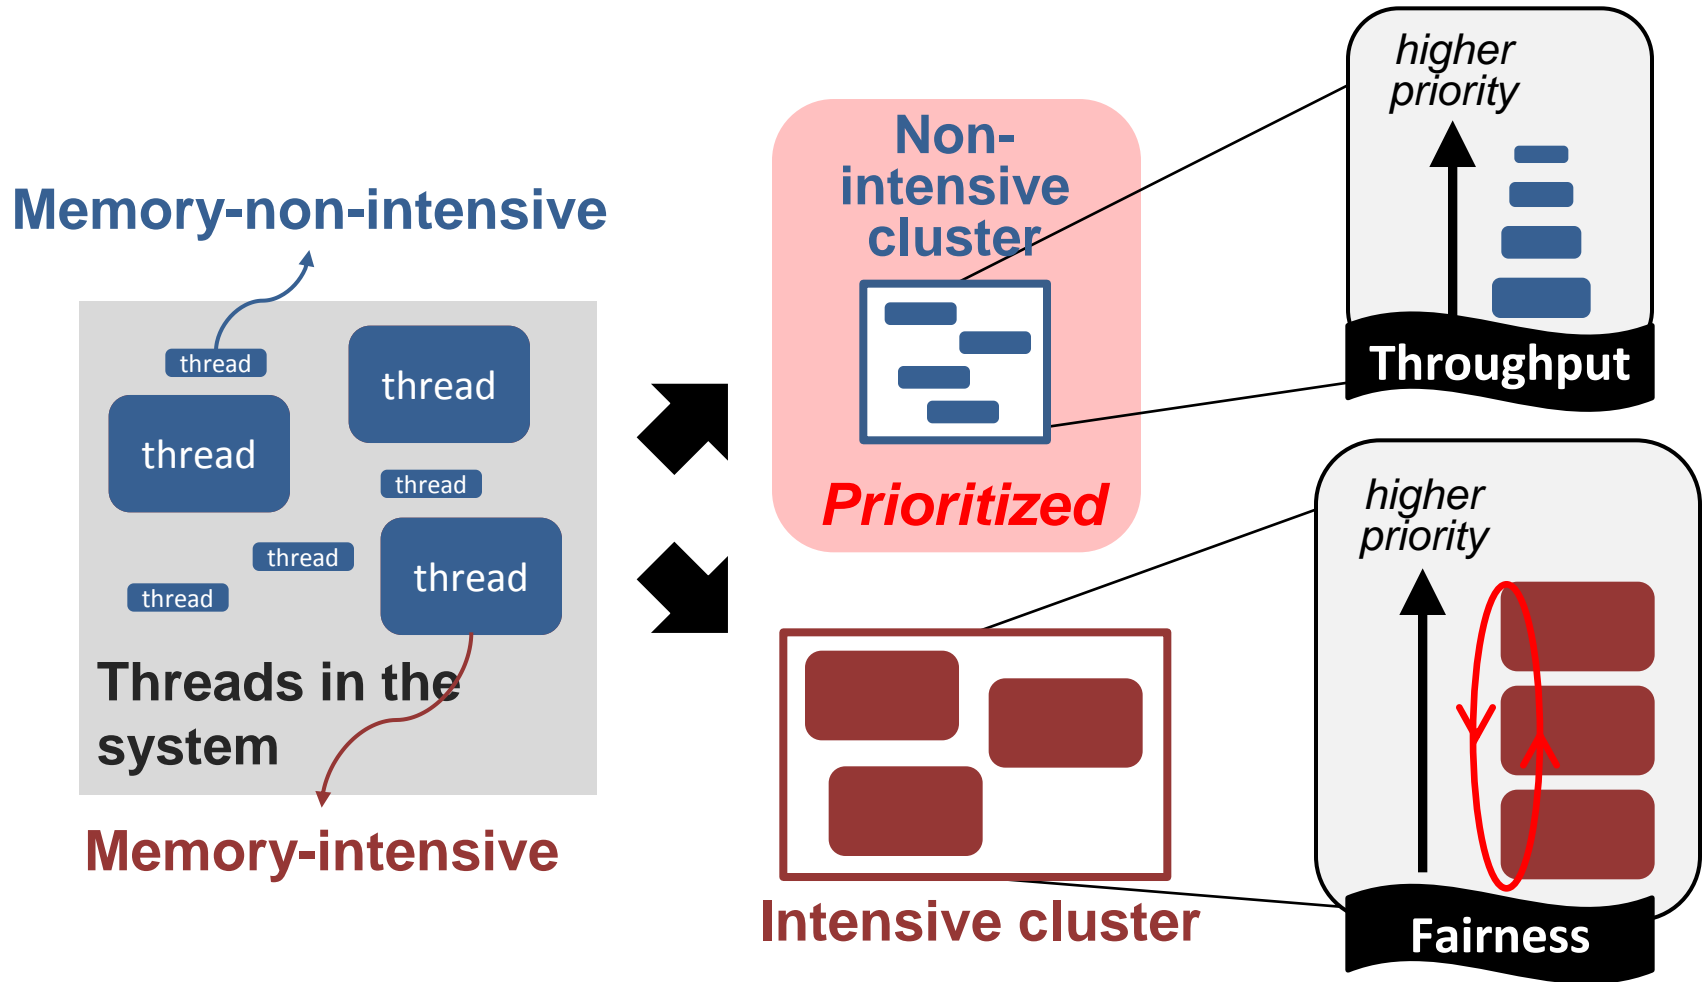 Memory-non-intensive
thread
thread
thread
thread
thread
thread
thread
Threads in the
system
Memory-intensive
Non-
intensive
cluster
Prioritized
Intensive cluster
higher
priority
Throughput
higher
priority
Fairness